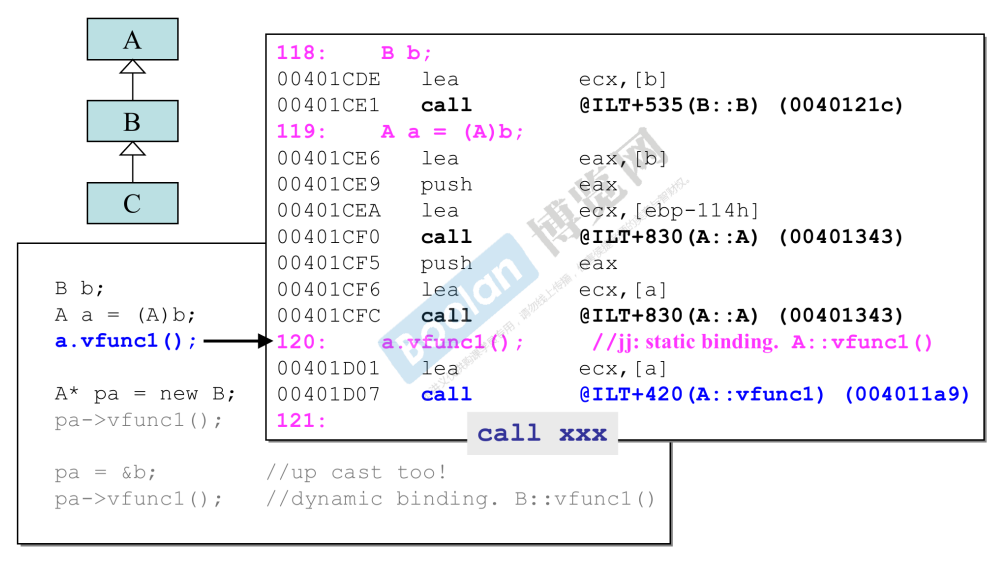 A
B
C
118:    B b;
00401CDE   lea         ecx,[b]
00401CE1   call        @ILT+535(B::B) (0040121c)
119:    A a = (A)b;
00401CE6   lea         eax,[b]
00401CE9   push        eax
00401CEA   lea         ecx,[ebp-114h]
00401CF0   call        @ILT+830(A::A) (00401343)
00401CF5   push        eax
00401CF6   lea         ecx,[a]
00401CFC   call        @ILT+830(A::A) (00401343)
120:    a.vfunc1();    //jj: static binding. A::vfunc1()
00401D01   lea         ecx,[a]
00401D07   call        @ILT+420(A::vfunc1) (004011a9)
121:
call xxx
B b;
A a = (A)b;
a.vfunc1();
A* pa = new B;
pa->vfunc1();
pa = &b;       //up cast too!
pa->vfunc1();  //dynamic binding. B::vfunc1()
Boolan 博览网